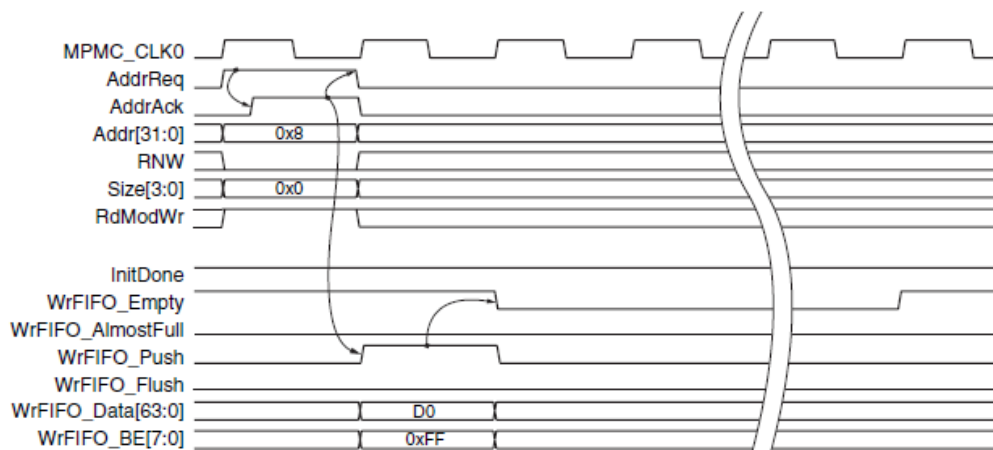 MPMC_CLK0
AddrReq
AddrAck
Addr[31:0] 0x8
RNW
Size[3:0] 0x0
RdModWr
InitDone
WrFIFO_Empty
WrFIFO_AlmostFull
WrFIFO_Push
WrFIFO_Flush
WrFIFO_Data[63:0] D0
WrFIFO_BE[7:0] 0xFF